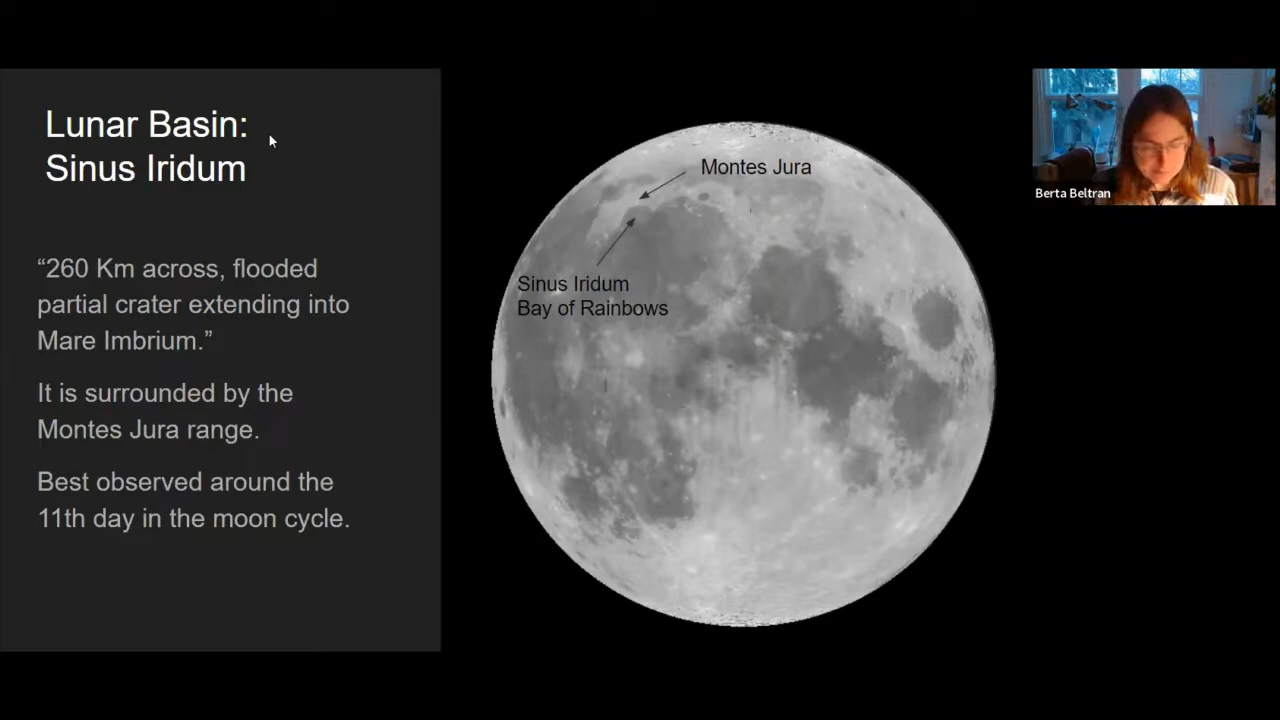 Lunar Basin:
Sinus Iridum
“260 Km across, flooded
partial crater extending into
Mare Imbrium.”
It is surrounded by the
Montes Jura range.
Best observed around the
11th day in the moon cycle.
Montes Jura
Sinus Iridum
Bay of Rainbows
Berta Beltran